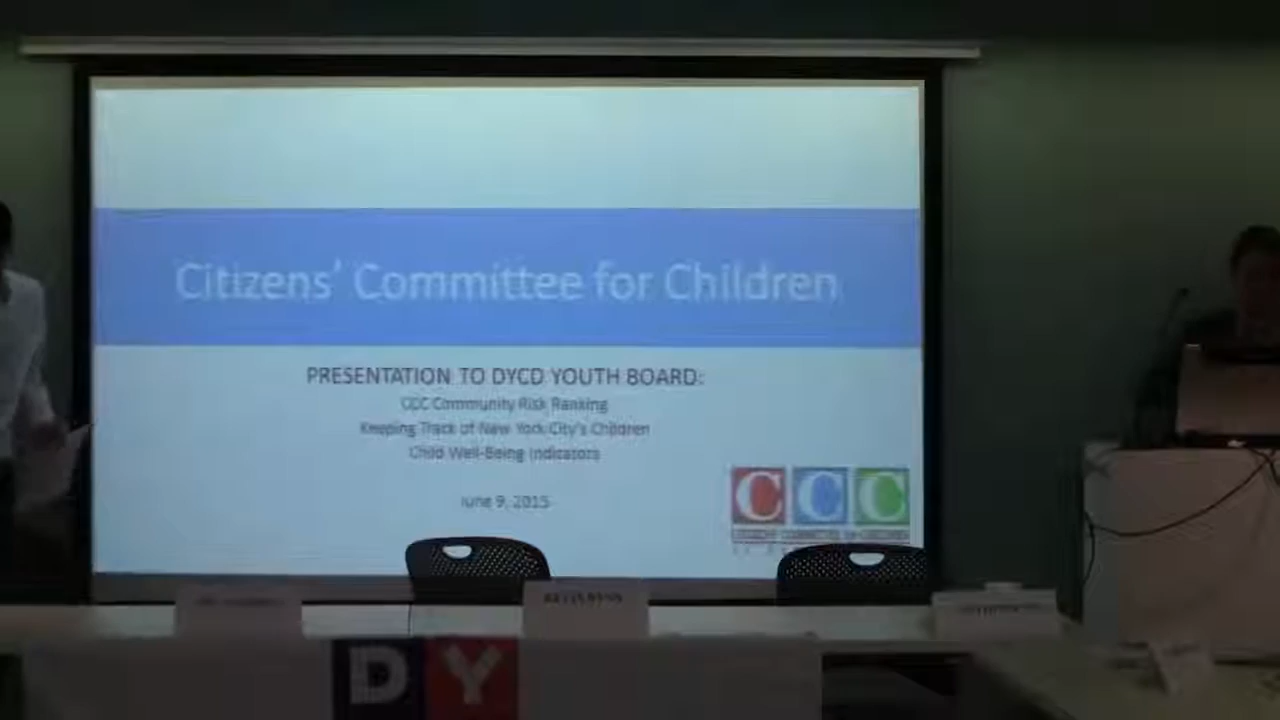 Citizens' Committee for Children
PRESENTATION TO DYCD YOUTH BOARD:
CCC Community Risk Ranking
Keeping Track of New York City's Children
Child Well-Being Indicators
June 9, 2015
CCC
DY